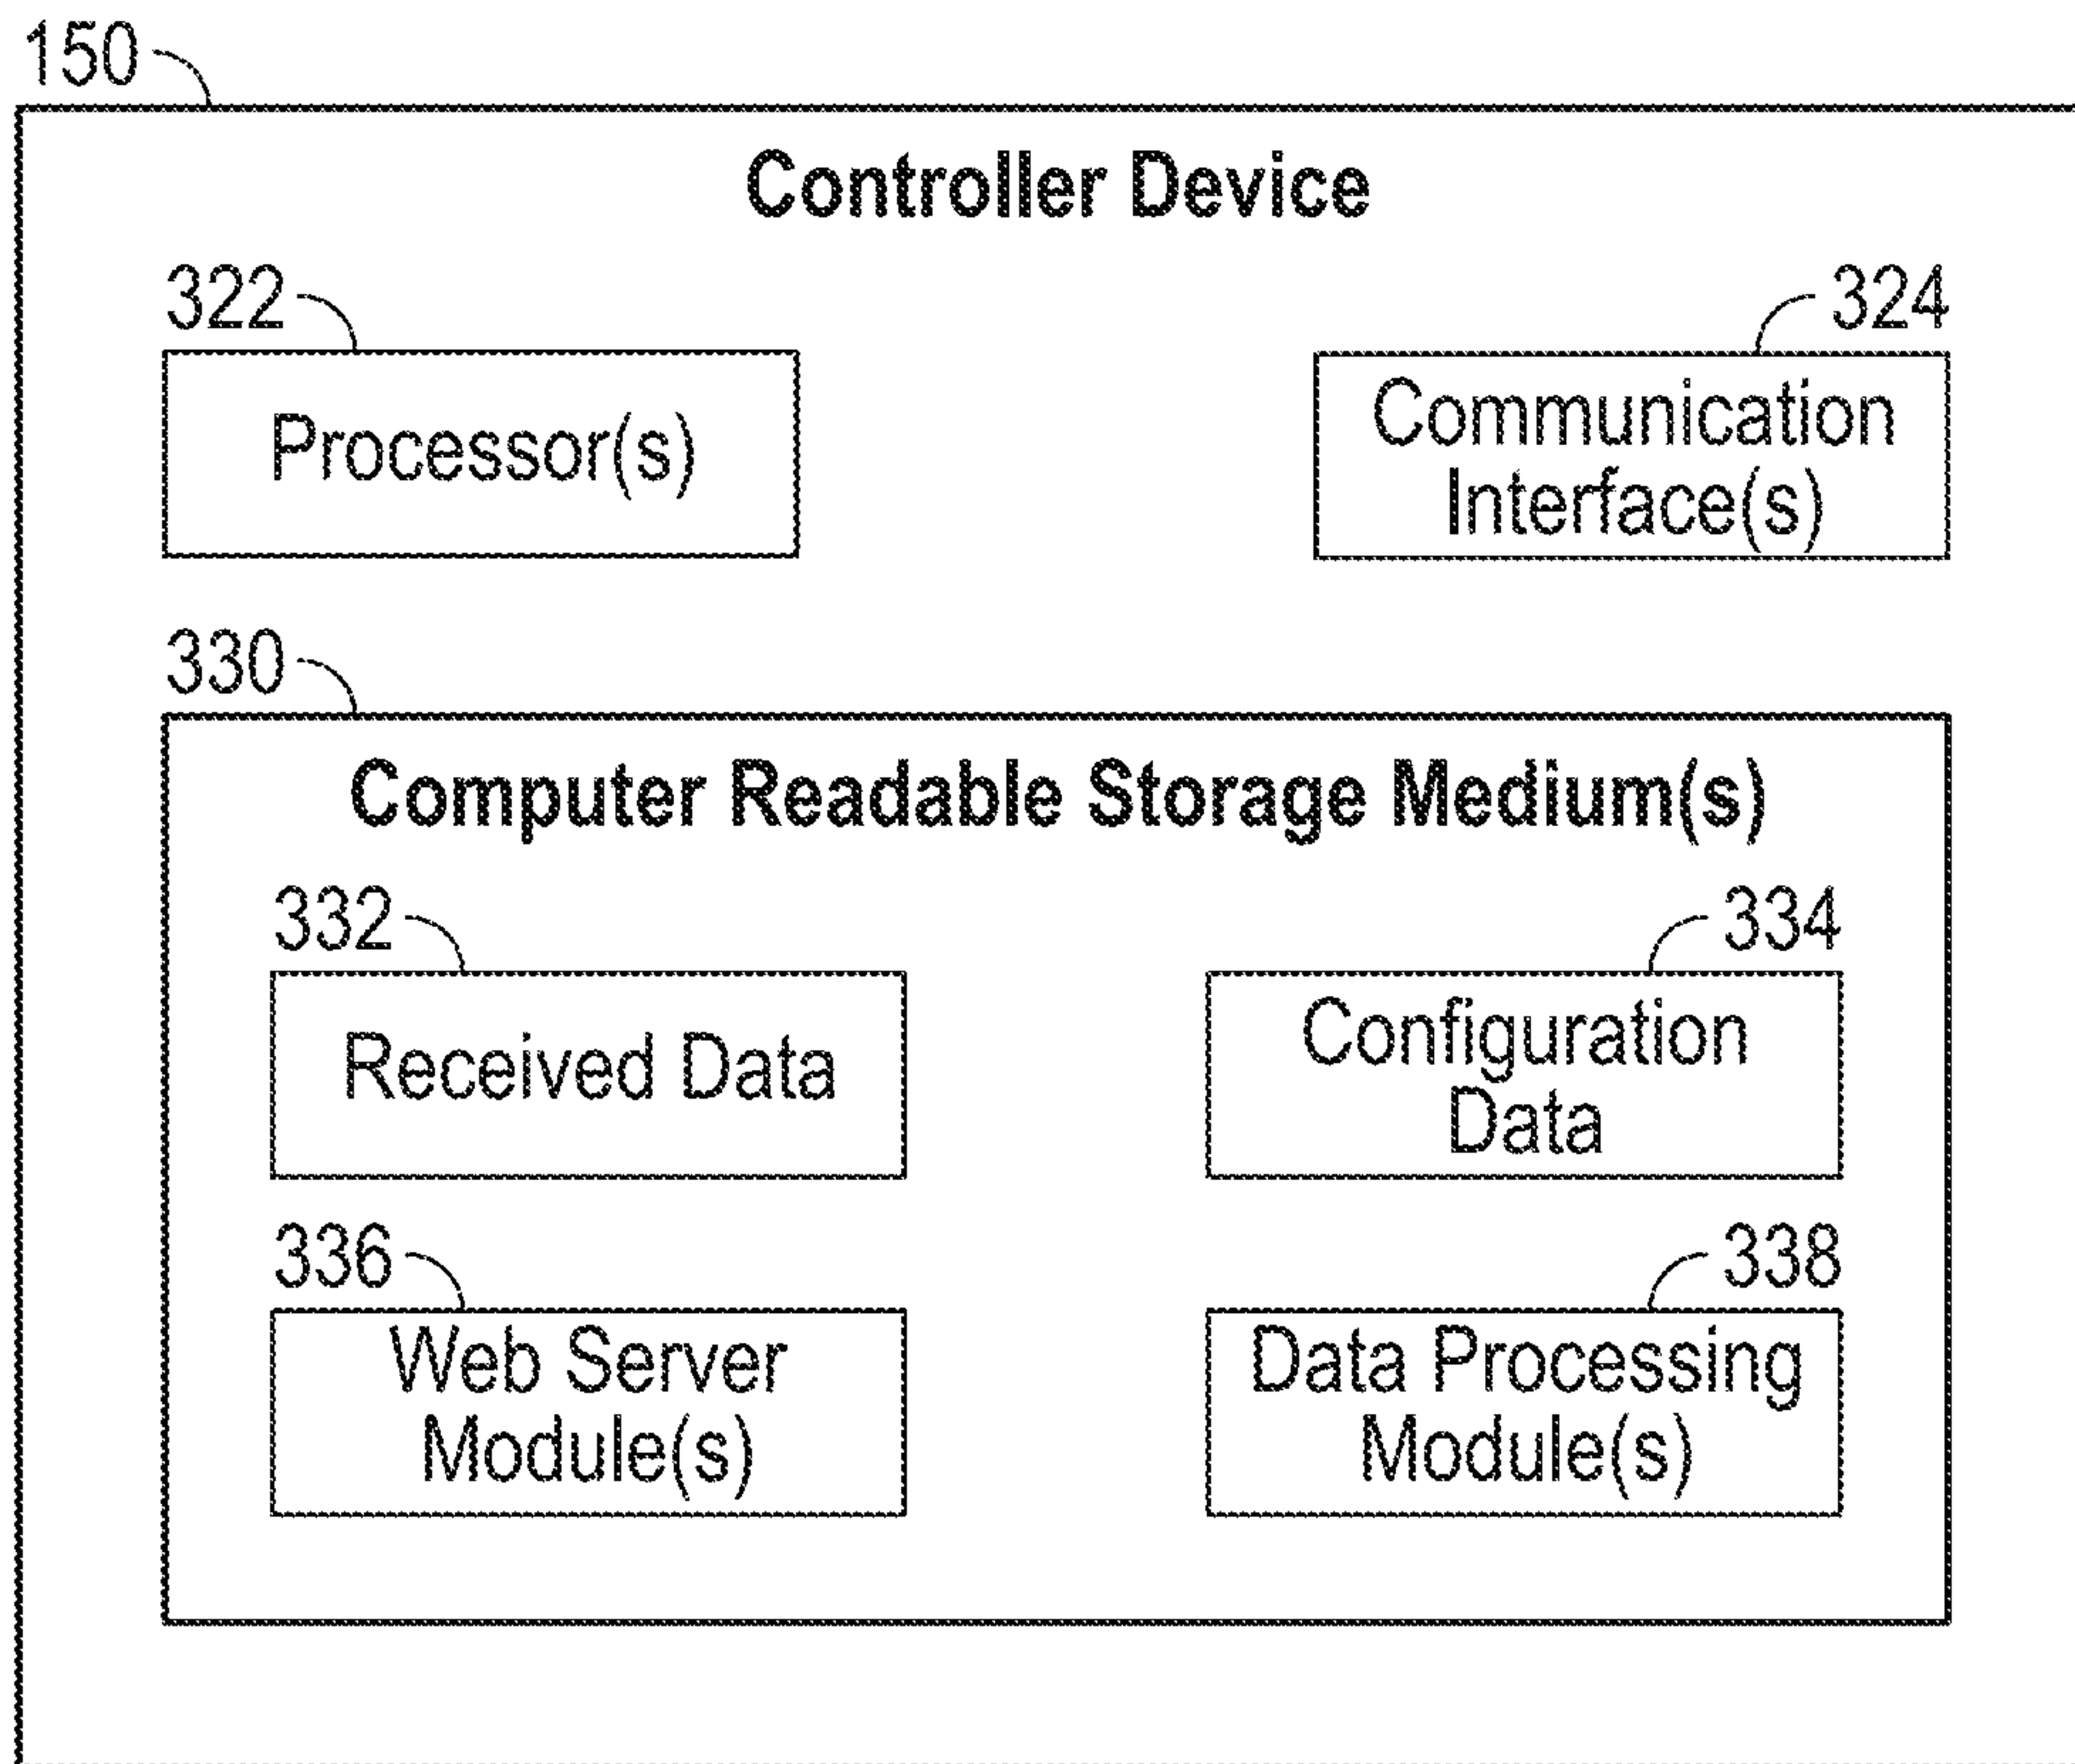 150
Controller Device
322
324
Processor(s)
Communication
Interface(s)
330
Computer Readable Storage Medium(s)
332
334
Received Data
Configuration
Data
336
338
Web Server
Module(s)
Data Processing
Module(s)